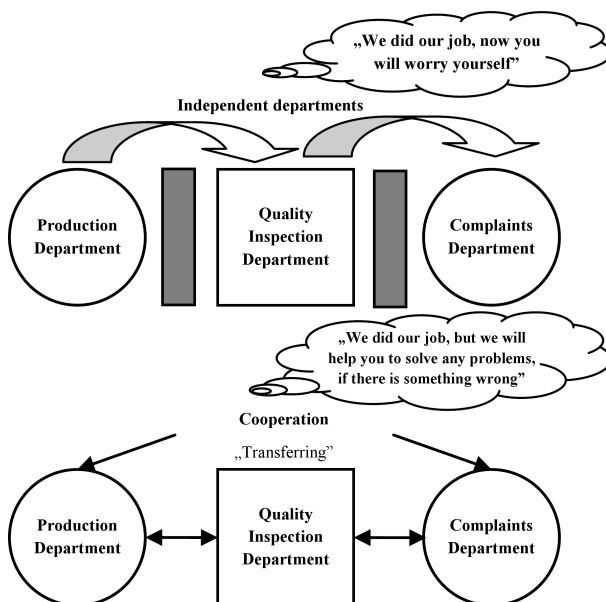 „We did our job, now you
will worry yourself”
Independent departments
Production
Department
Quality
Inspection
Department
Complaints
Department
„We did our job, but we will
help you to solve any problems,
if there is something wrong”
Cooperation
„Transferring”
Production
Department
Quality
Inspection
Department
Complaints
Department